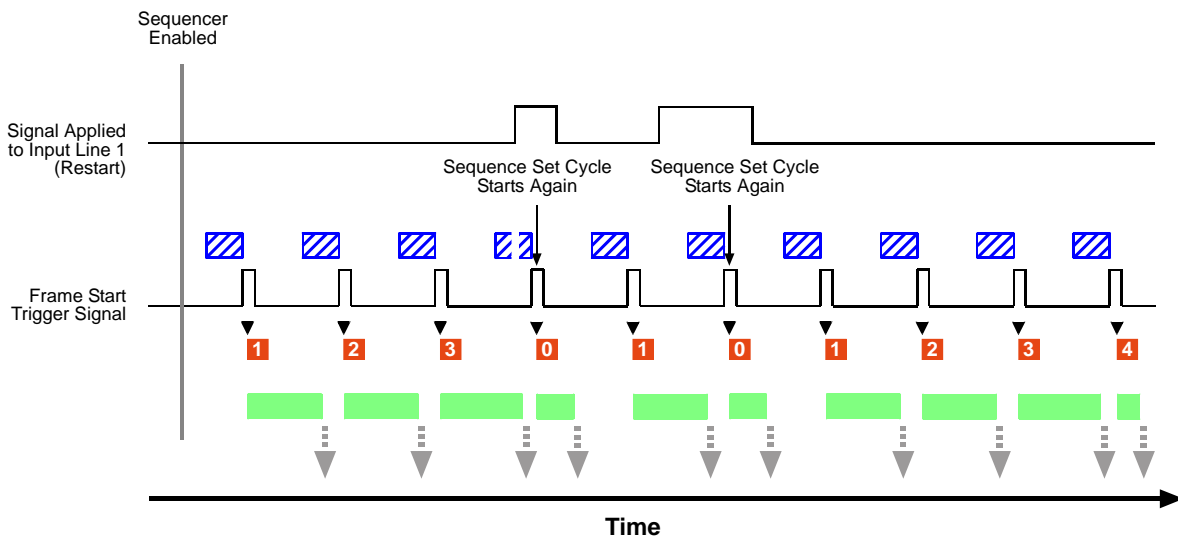 Sequencer
Enabled
Signal Applied
to Input Line 1
(Restart)
Sequence Set Cycle
Starts Again
Sequence Set Cycle
Starts Again
Frame Start
Trigger Signal
1 2 3 0 1 0 1 2 3 4
Time